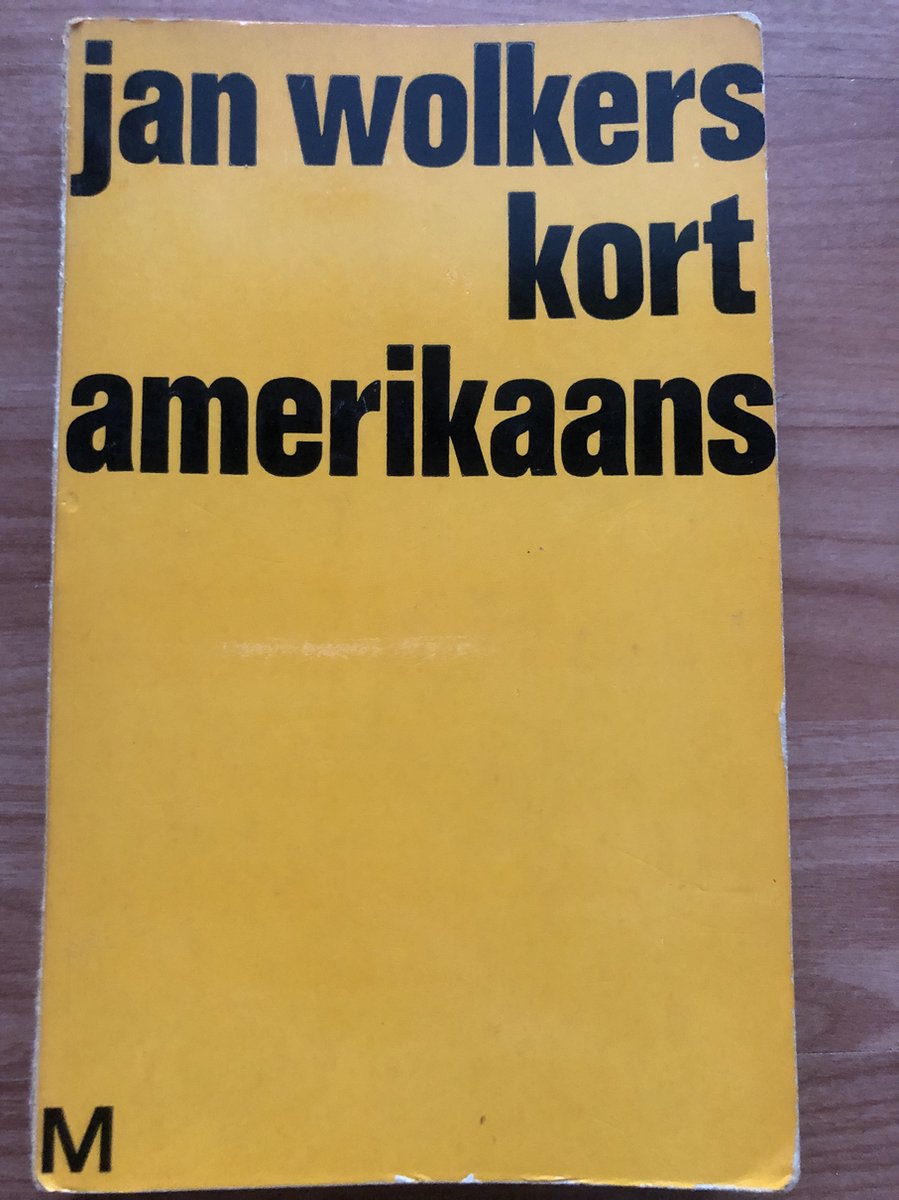 jan wolkers
kort
amerikaans
M